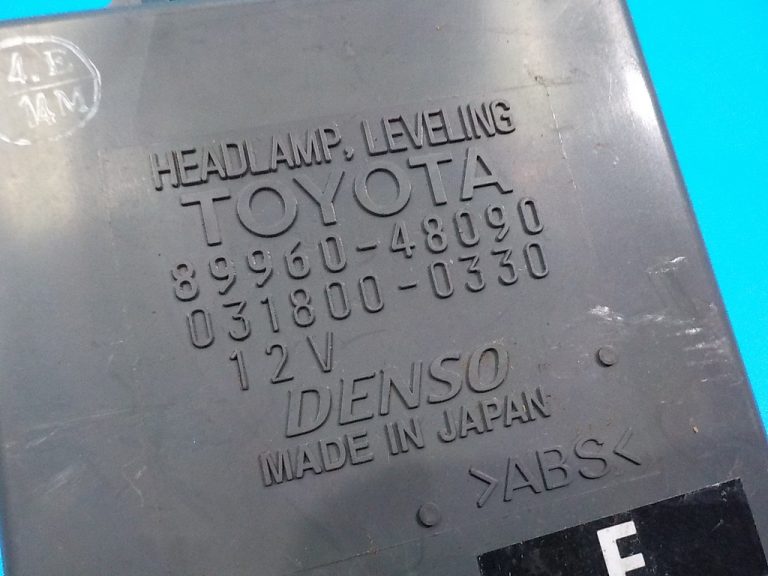 4.E
14M
HEADLAMP, LEVELING
TOYOTA
89960-48090
031800-0330
12V
DENSO
MADE IN JAPAN
>ABS<